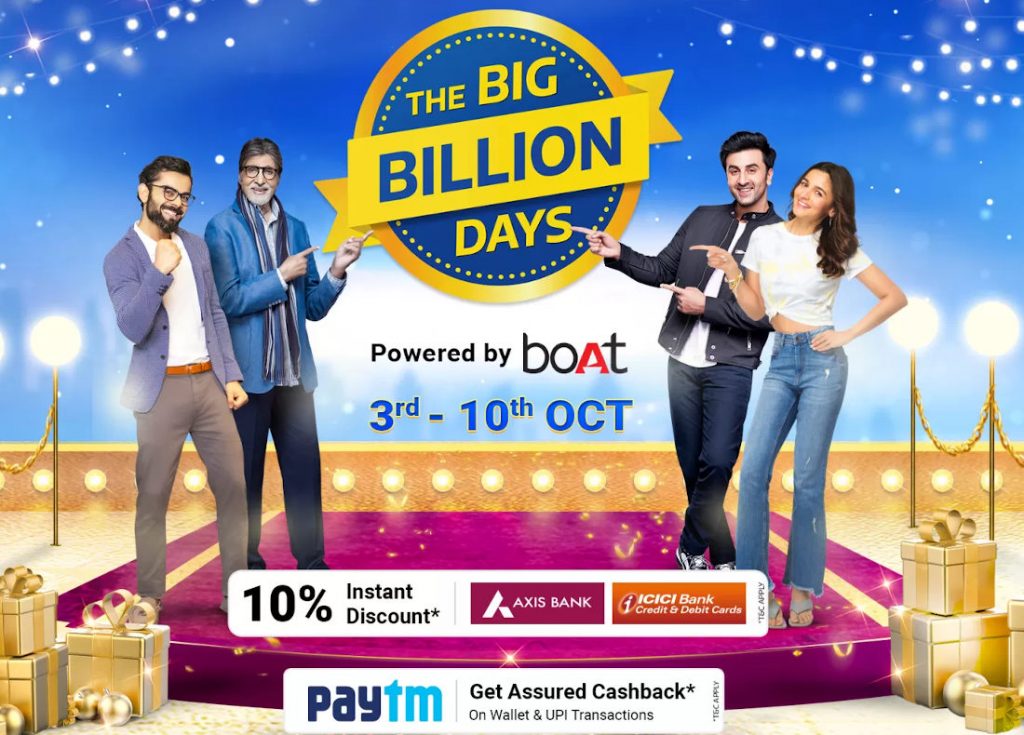 THE BIG
BILLION
DAYS
Powered by boAt
3rd - 10th OCT
10% Instant Discount*
AXIS BANK
ICICI Bank
Credit & Debit Cards
*T&C APPLY
paytm
Get Assured Cashback*
On Wallet & UPI Transactions
*T&C APPLY